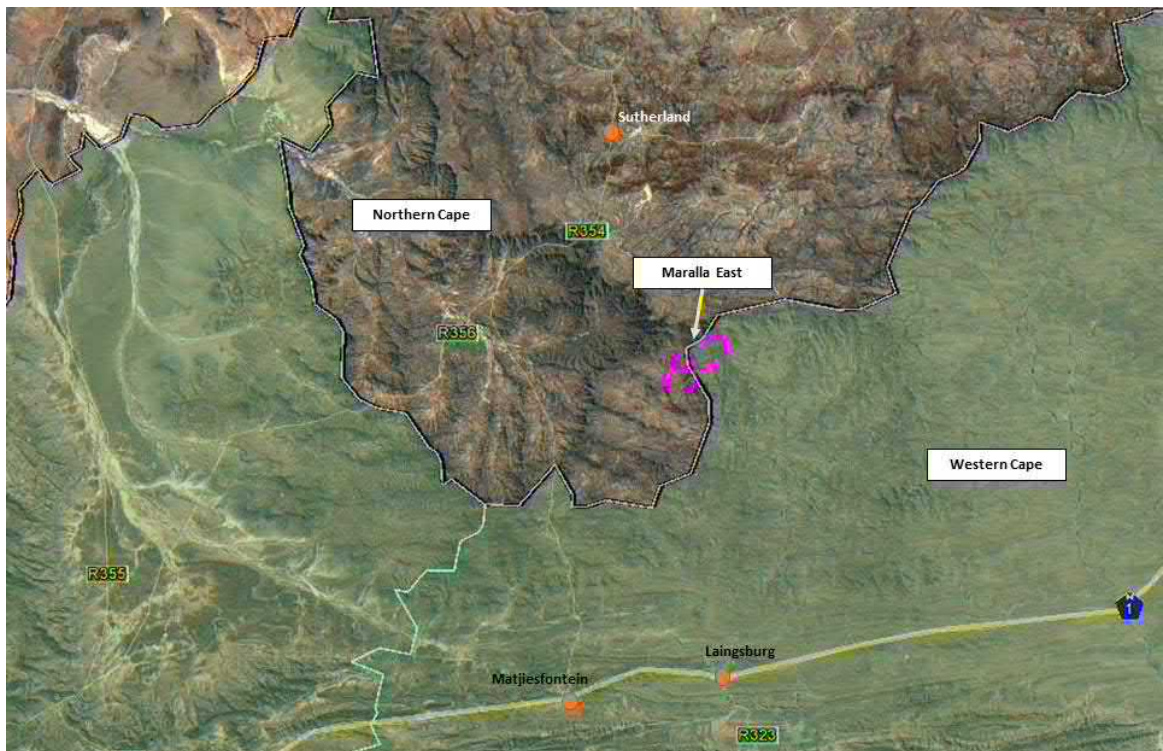 Sutherland
Northern Cape
R354
Maralla East
R356
Western Cape
R355
1
Laingsburg
Matjiesfontein
R323